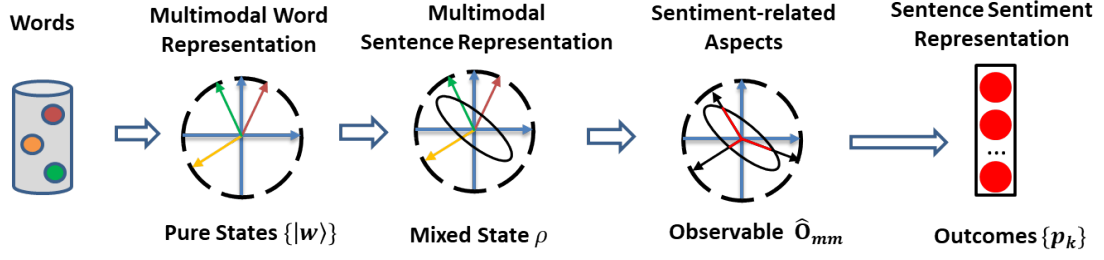 Words
Multimodal Word
Representation
Multimodal
Sentence Representation
Sentiment-related
Aspects
Sentence Sentiment
Representation
...
Pure States {|w⟩}
Mixed State ρ
Observable Ô_mm
Outcomes {p_k}